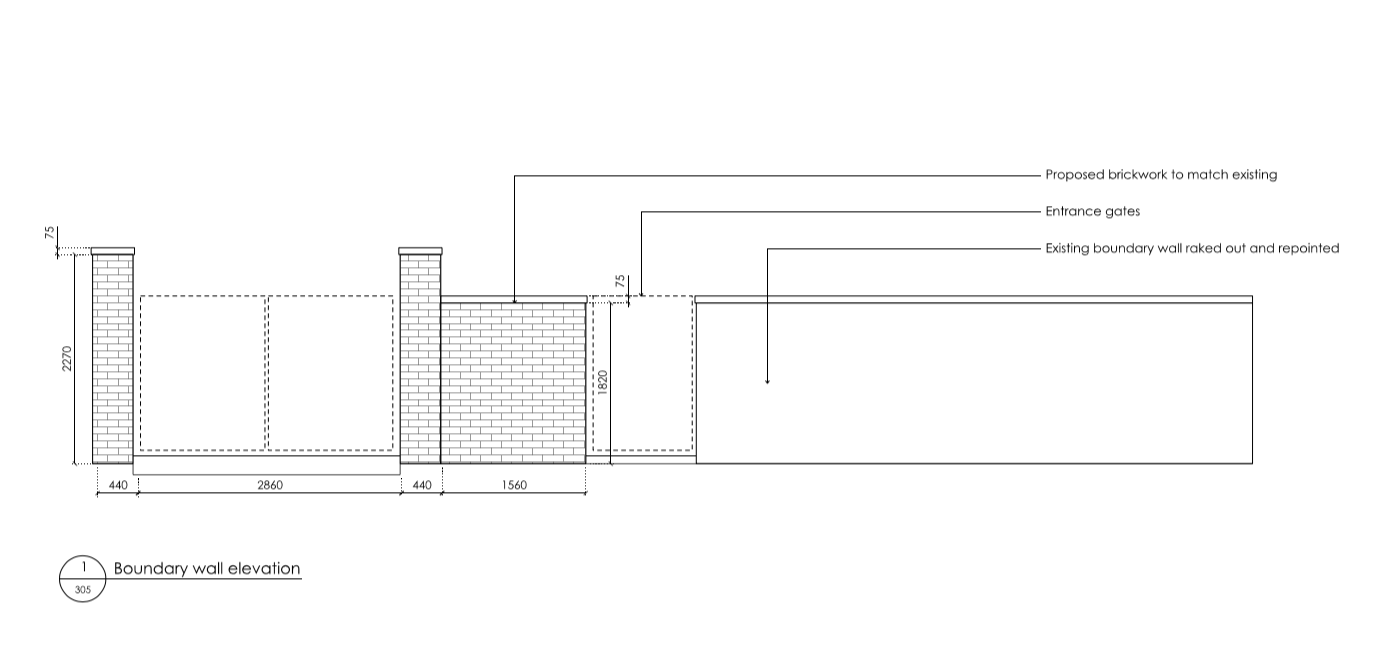 Proposed brickwork to match existing
Entrance gates
Existing boundary wall raked out and repointed
75
75
2270
1820
440
2860
440
1560
1
Boundary wall elevation
305